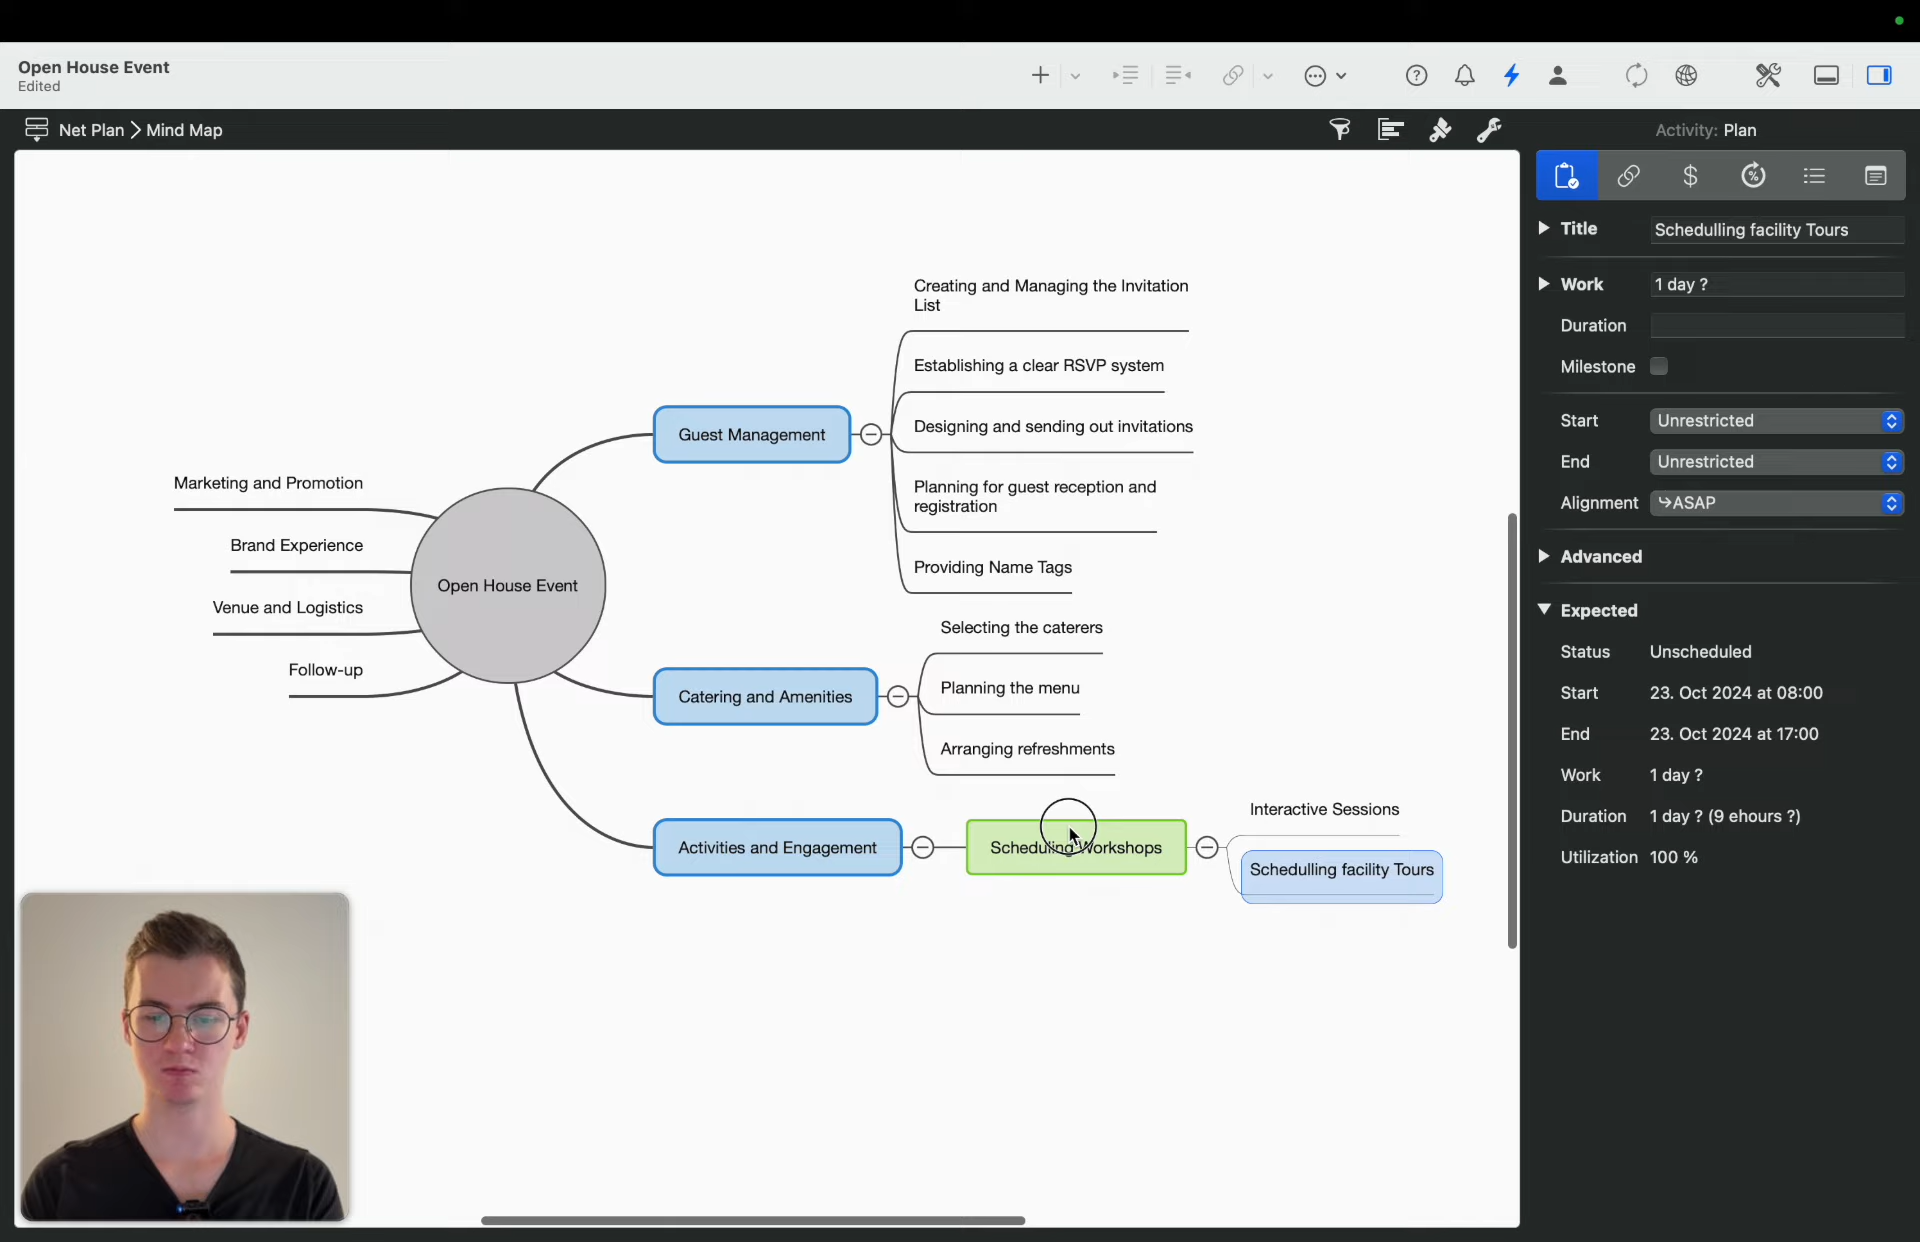 Open House Event
Edited
Net Plan
Mind Map
Activity: Plan
Title
Schedulling facility Tours
Work
1 day ?
Duration
Milestone
Start
Unrestricted
End
Unrestricted
Alignment
ASAP
Advanced
Expected
Status
Unscheduled
Start
23. Oct 2024 at 08:00
End
23. Oct 2024 at 17:00
Work
1 day ?
Duration
1 day ? (9 ehours ?)
Utilization
100 %
Marketing and Promotion
Brand Experience
Venue and Logistics
Follow-up
Open House Event
Guest Management
Creating and Managing the Invitation
List
Establishing a clear RSVP system
Designing and sending out invitations
Planning for guest reception and
registration
Providing Name Tags
Catering and Amenities
Selecting the caterers
Planning the menu
Arranging refreshments
Activities and Engagement
Scheduling Workshops
Interactive Sessions
Schedulling facility Tours